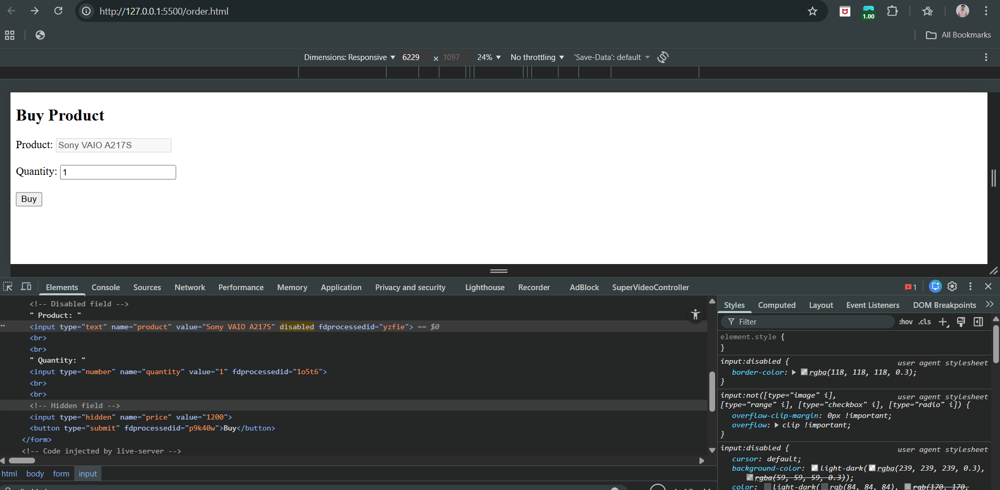 http://127.0.0.1:5500/order.html
1.00
All Bookmarks
Dimensions: Responsive ▼ 6229 × 1097 24% ▼ No throttling ▼ 'Save-Data': default ▼
Buy Product
Product: Sony VAIO A217S
Quantity: 1
Buy
Elements Console Sources Network Performance Memory Application Privacy and security Lighthouse Recorder AdBlock SuperVideoController 1
<!-- Disabled field -->
" Product: "
<input type="text" name="product" value="Sony VAIO A217S" disabled fdprocessedid="yzfie"> == $0
<br>
<br>
" Quantity: "
<input type="number" name="quantity" value="1" fdprocessedid="1o5t6">
<br>
<br>
<!-- Hidden field -->
<input type="hidden" name="price" value="1200">
<button type="submit" fdprocessedid="p9k40w">Buy</button>
</form>
<!-- Code injected by live-server -->
html body form input
Styles Computed Layout Event Listeners DOM Breakpoints
Filter :hov .cls
element.style {
}
input:disabled { user agent stylesheet
border-color: rgba(118, 118, 118, 0.3);
}
input:not([type="image" i], user agent stylesheet
[type="range" i], [type="checkbox" i], [type="radio" i]) {
overflow-clip-margin: 0px !important;
overflow: clip !important;
}
input:disabled { user agent stylesheet
cursor: default;
background-color: light-dark(rgba(239, 239, 239, 0.3),
rgba(59, 59, 59, 0.3));
color: light-dark(rgb(84, 84, 84), rgb(170, 170,